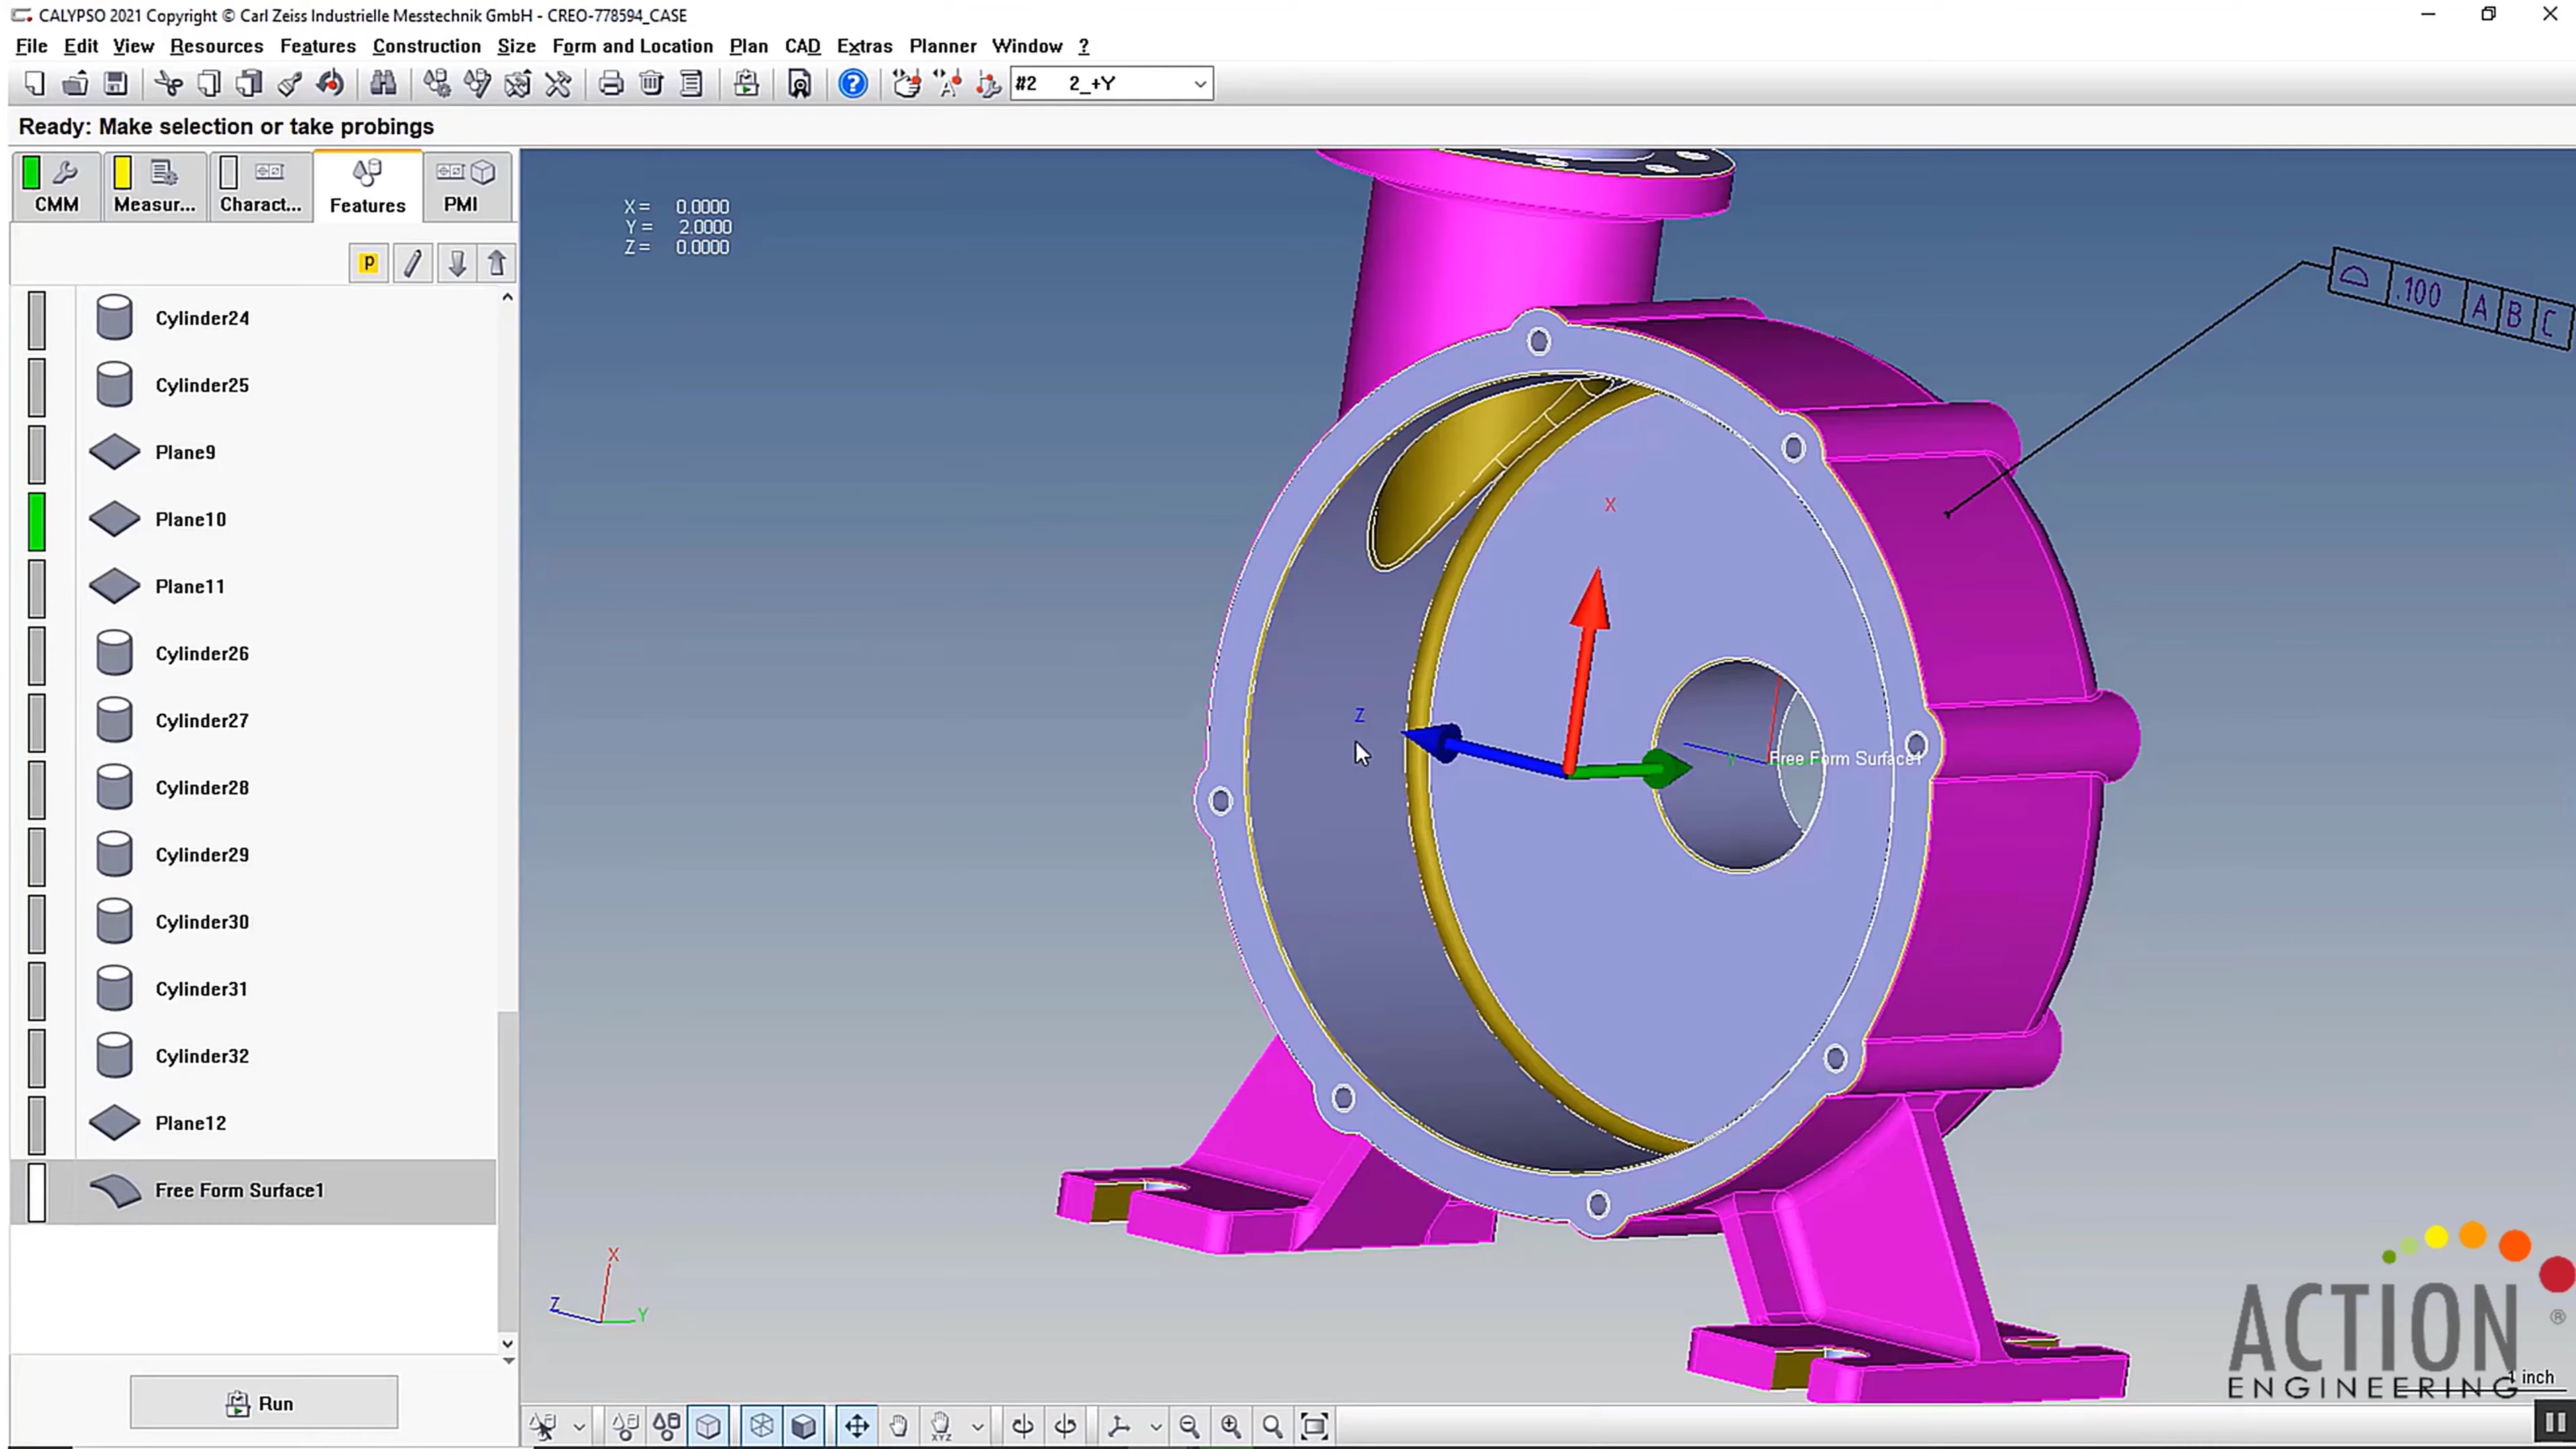 CALYPSO 2021 Copyright © Carl Zeiss Industrielle Messtechnik GmbH - CREO-778594_CASE
File Edit View Resources Features Construction Size Form and Location Plan CAD Extras Planner Window ?
#2 2_+Y
Ready: Make selection or take probings
CMM Measur... Charact... Features PMI
P
X = 0.0000
Y = 2.0000
Z = 0.0000
.100 A B C
Cylinder24
Cylinder25
Plane9
Plane10
Plane11
Cylinder26
Cylinder27
Cylinder28
Cylinder29
Cylinder30
Cylinder31
Cylinder32
Plane12
Free Form Surface1
Run
X
Z
Y
Free Form Surface1
X
Z
Y
ACTION
®
ENGINEERING
1 inch
XYZ